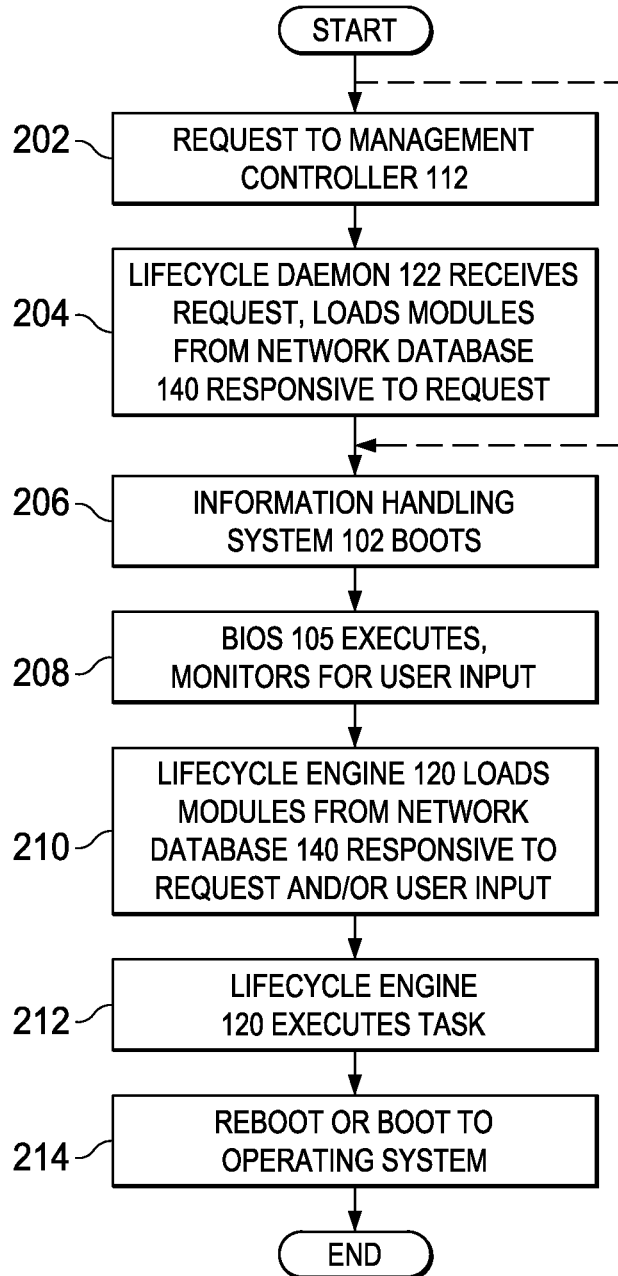 START
202
REQUEST TO MANAGEMENT
CONTROLLER 112
204
LIFECYCLE DAEMON 122 RECEIVES
REQUEST, LOADS MODULES
FROM NETWORK DATABASE
140 RESPONSIVE TO REQUEST
206
INFORMATION HANDLING
SYSTEM 102 BOOTS
208
BIOS 105 EXECUTES,
MONITORS FOR USER INPUT
210
LIFECYCLE ENGINE 120 LOADS
MODULES FROM NETWORK
DATABASE 140 RESPONSIVE TO
REQUEST AND/OR USER INPUT
212
LIFECYCLE ENGINE
120 EXECUTES TASK
214
REBOOT OR BOOT TO
OPERATING SYSTEM
END